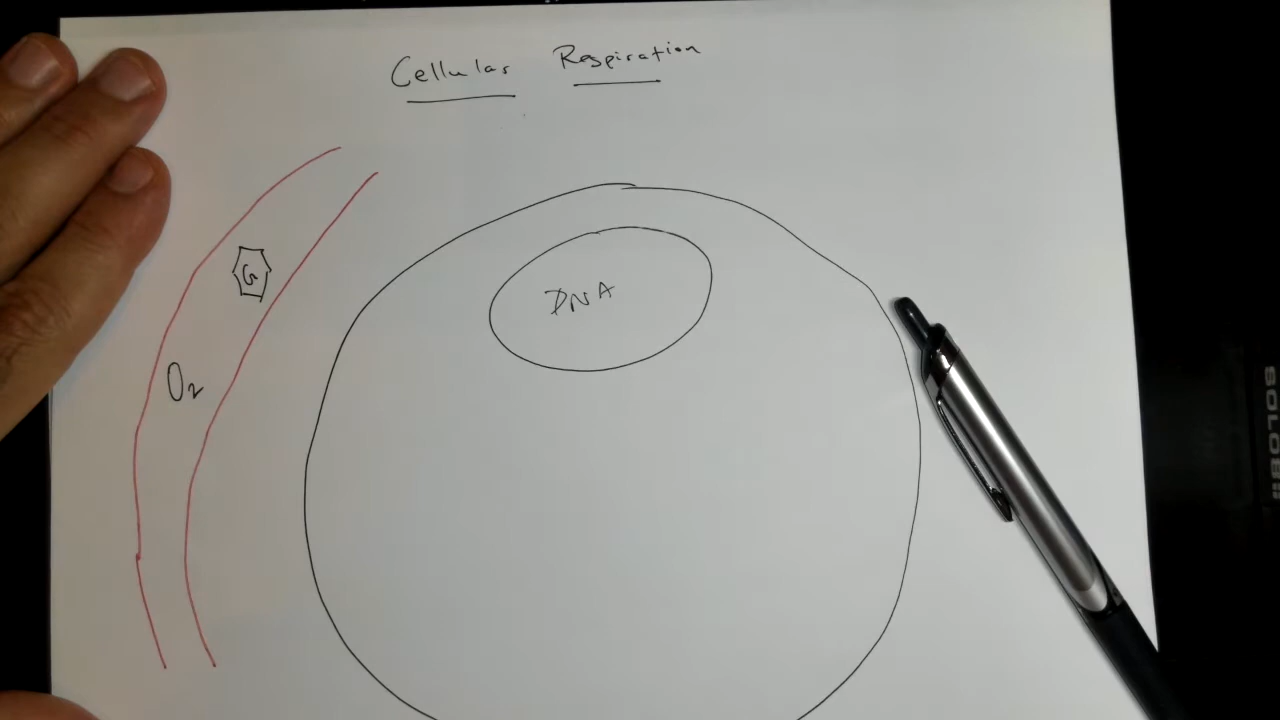 Cellular Respiration
G
DNA
O₂